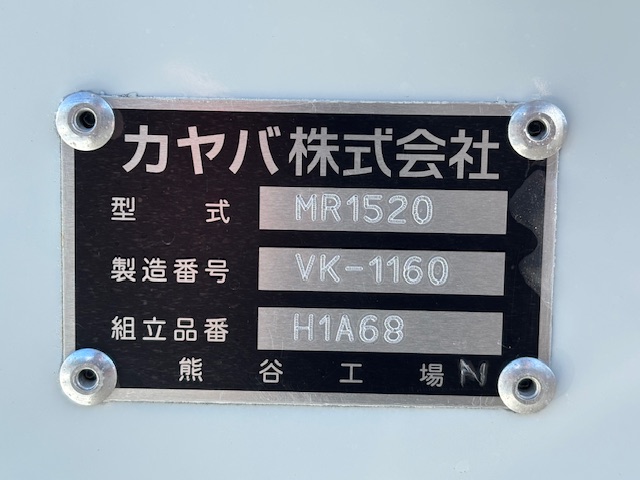 カヤバ株式会社
型式 MR1520
製造番号 VK-1160
組立品番 H1A68
熊谷工場 N